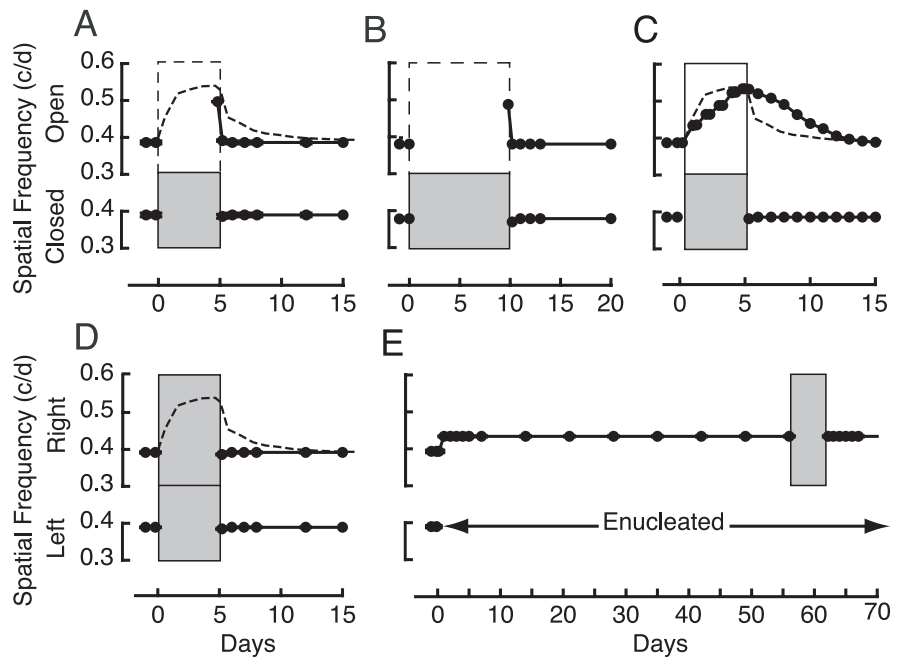 A
B
C
Spatial Frequency (c/d)
Open
Closed
0.6
0.5
0.4
0.3
0.4
0.3
0 5 10 15
0 5 10 15 20
0 5 10 15
D
E
Spatial Frequency (c/d)
Right
Left
0.6
0.5
0.4
0.3
0.4
0.3
Enucleated
0 5 10 15
0 10 20 30 40 50 60 70
Days
Days